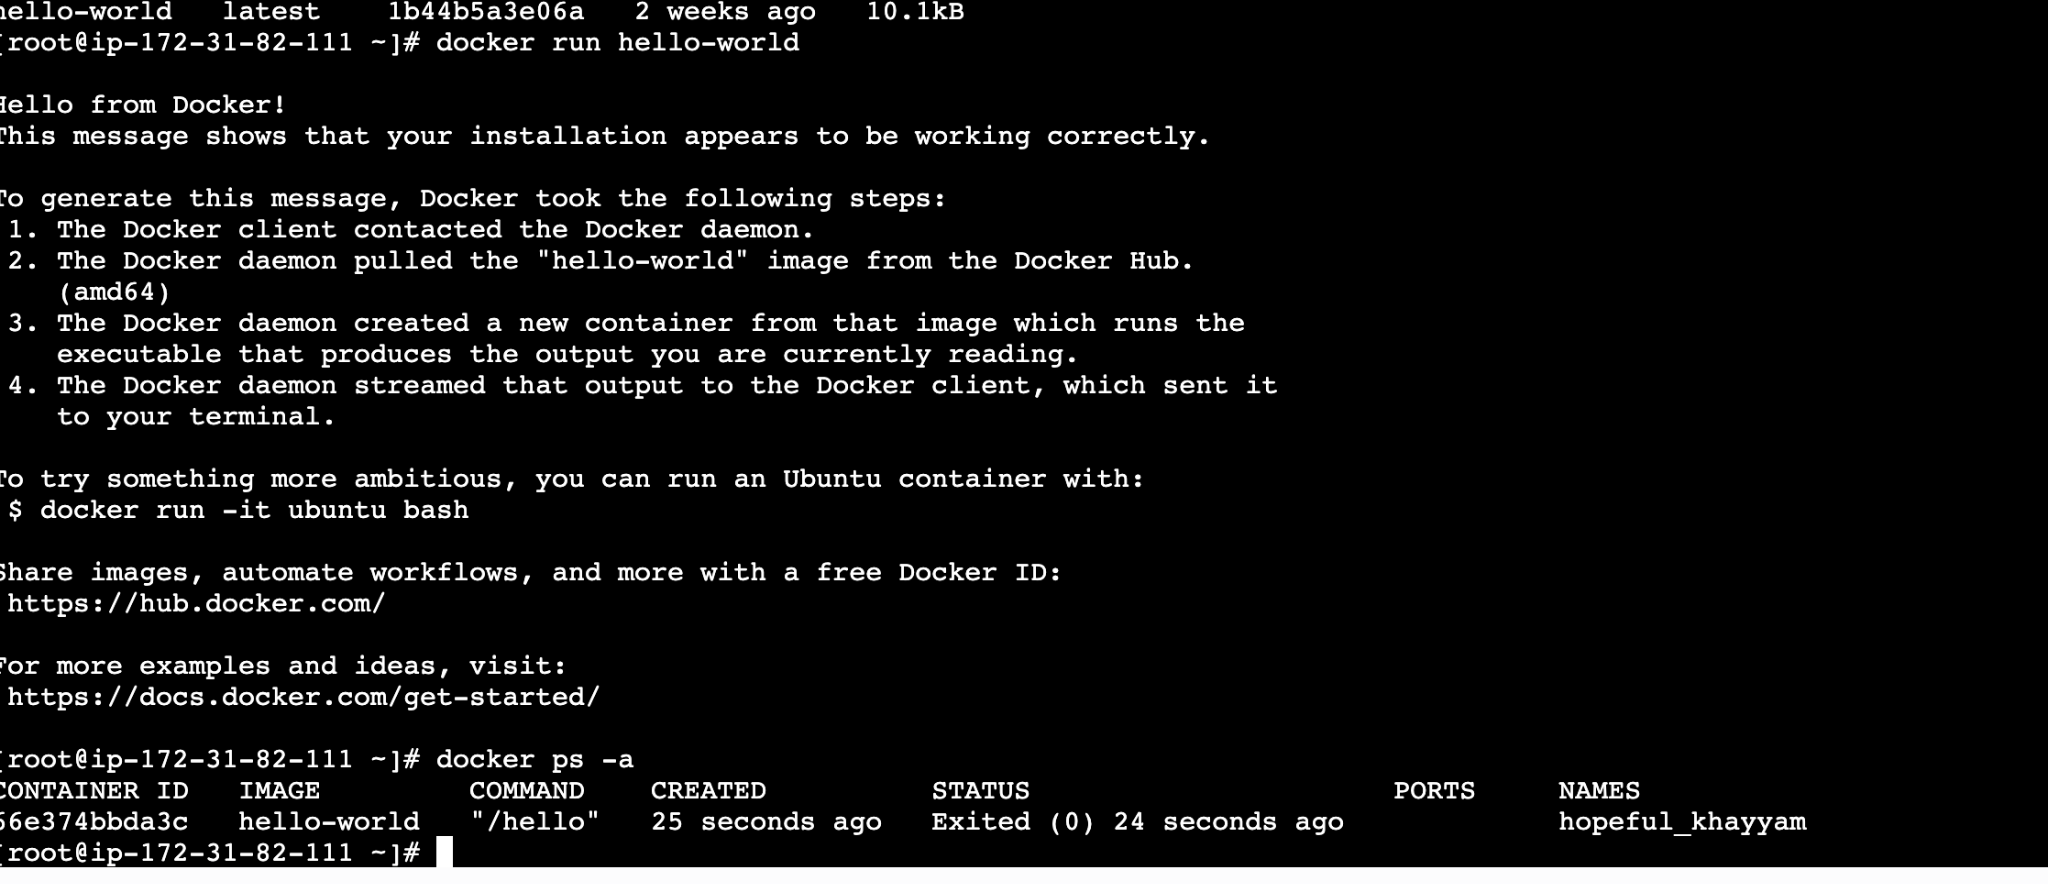 hello-world   latest    1b44b5a3e06a   2 weeks ago   10.1kB
[root@ip-172-31-82-111 ~]# docker run hello-world
Hello from Docker!
This message shows that your installation appears to be working correctly.
To generate this message, Docker took the following steps:
1. The Docker client contacted the Docker daemon.
2. The Docker daemon pulled the "hello-world" image from the Docker Hub.
(amd64)
3. The Docker daemon created a new container from that image which runs the
executable that produces the output you are currently reading.
4. The Docker daemon streamed that output to the Docker client, which sent it
to your terminal.
To try something more ambitious, you can run an Ubuntu container with:
$ docker run -it ubuntu bash
Share images, automate workflows, and more with a free Docker ID:
https://hub.docker.com/
For more examples and ideas, visit:
https://docs.docker.com/get-started/
[root@ip-172-31-82-111 ~]# docker ps -a
CONTAINER ID   IMAGE         COMMAND    CREATED          STATUS                      PORTS     NAMES
66e374bbda3c   hello-world   "/hello"   25 seconds ago   Exited (0) 24 seconds ago             hopeful_khayyam
[root@ip-172-31-82-111 ~]#